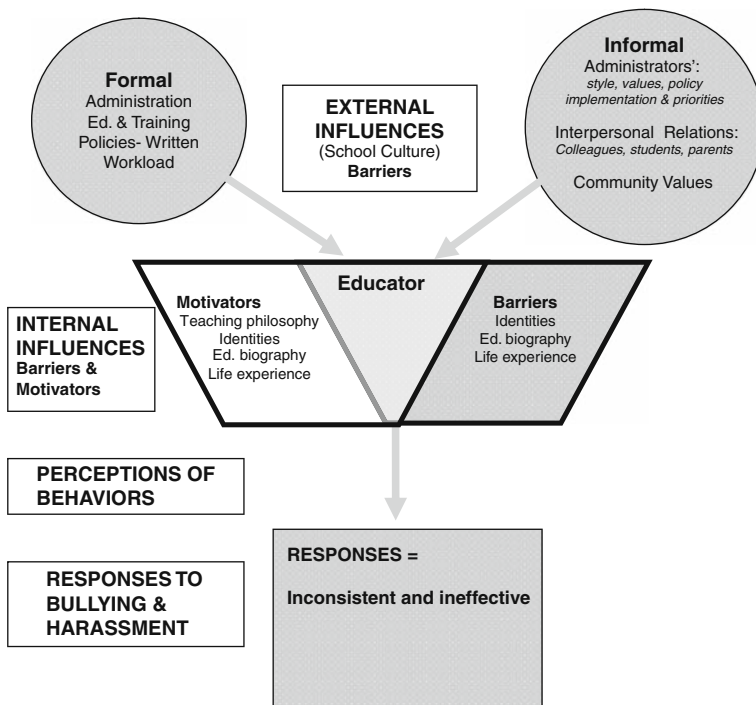 Formal
Administration
Ed. & Training
Policies- Written
Workload
EXTERNAL
INFLUENCES
(School Culture)
Barriers
Informal
Administrators':
style, values, policy
implementation & priorities
Interpersonal Relations:
Colleagues, students, parents
Community Values
INTERNAL
INFLUENCES
Barriers &
Motivators
Motivators
Teaching philosophy
Identities
Ed. biography
Life experience
Educator
Barriers
Identities
Ed. biography
Life experience
PERCEPTIONS OF
BEHAVIORS
RESPONSES TO
BULLYING &
HARASSMENT
RESPONSES =
Inconsistent and ineffective